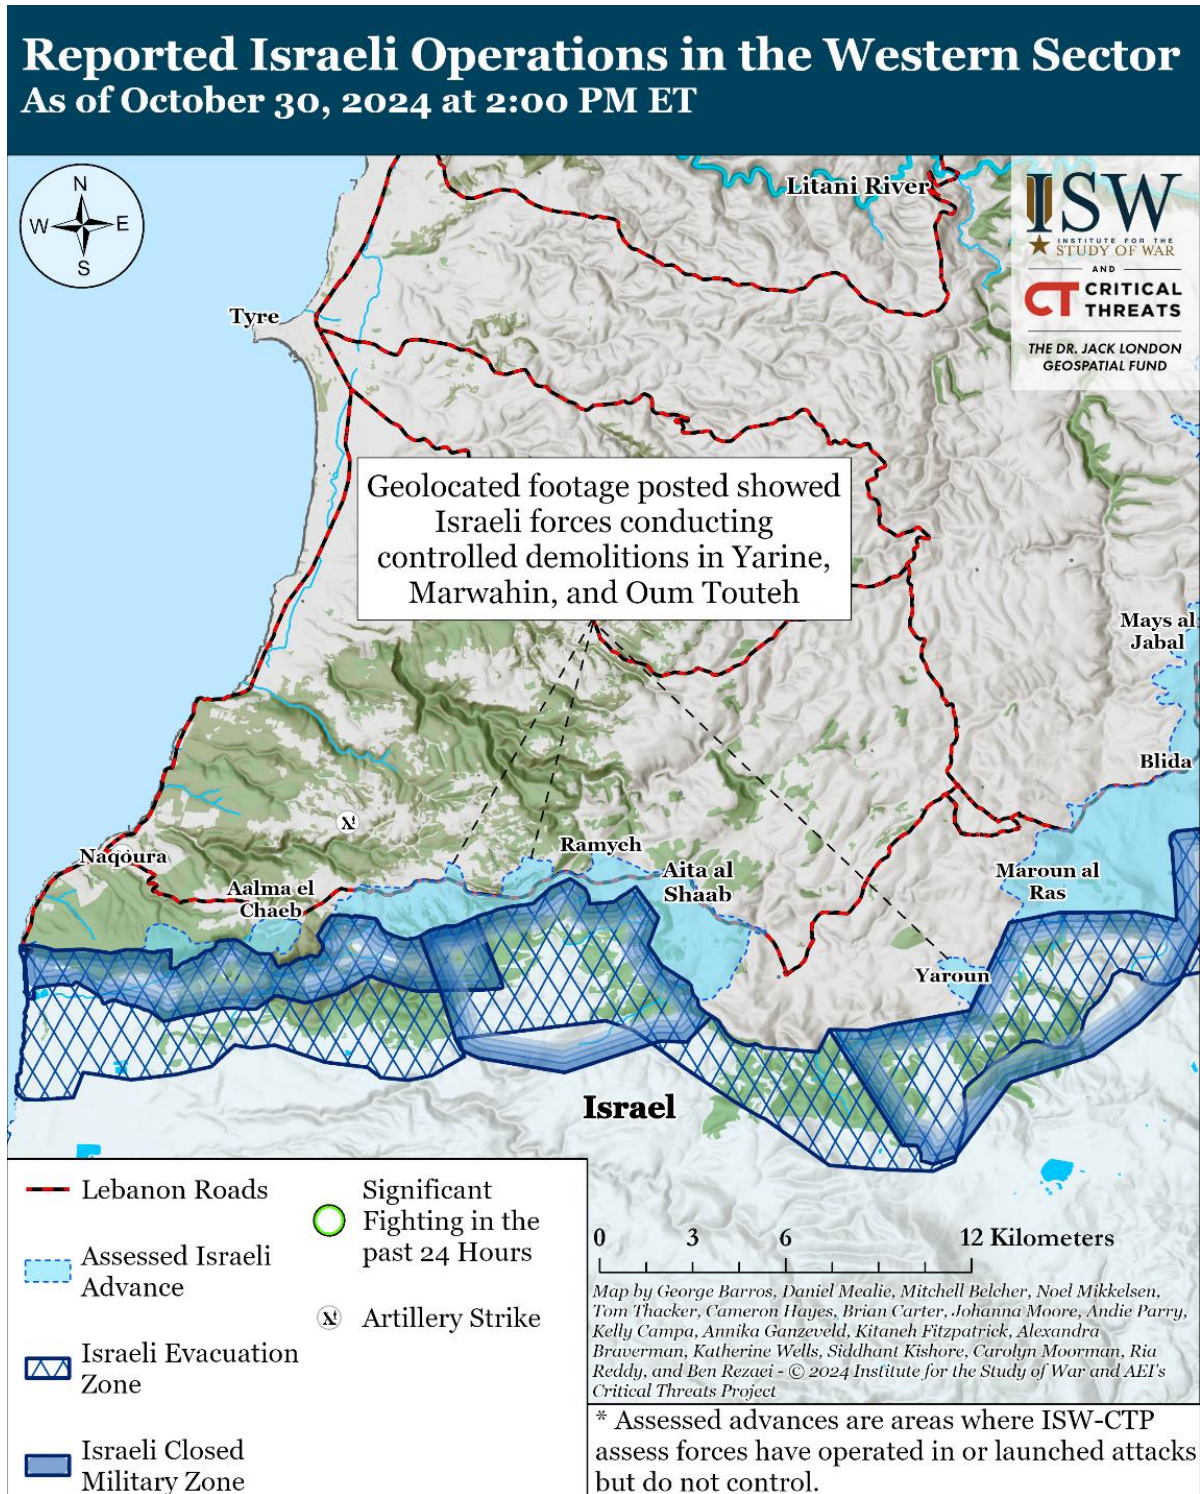 Reported Israeli Operations in the Western Sector
As of October 30, 2024 at 2:00 PM ET
N
W
E
S
Litani River
ISW
INSTITUTE FOR THE
STUDY OF WAR
AND
CT CRITICAL
THREATS
THE DR. JACK LONDON
GEOSPATIAL FUND
Tyre
Geolocated footage posted showed
Israeli forces conducting
controlled demolitions in Yarine,
Marwahin, and Oum Touteh
Mays al
Jabal
Blida
Naqoura
Ramyeh
Aalma el
Chaeb
Aita al
Shaab
Maroun al
Ras
Yaroun
Israel
Lebanon Roads
Assessed Israeli
Advance
Israeli Evacuation
Zone
Israeli Closed
Military Zone
Significant
Fighting in the
past 24 Hours
Artillery Strike
0 3 6 12 Kilometers
Map by George Barros, Daniel Mealie, Mitchell Belcher, Noel Mikkelsen,
Tom Thacker, Cameron Hayes, Brian Carter, Johanna Moore, Andie Parry,
Kelly Campa, Annika Ganzeveld, Kitaneh Fitzpatrick, Alexandra
Braverman, Katherine Wells, Siddhant Kishore, Carolyn Moorman, Ria
Reddy, and Ben Rezaei - © 2024 Institute for the Study of War and AEI's
Critical Threats Project
* Assessed advances are areas where ISW-CTP
assess forces have operated in or launched attacks
but do not control.